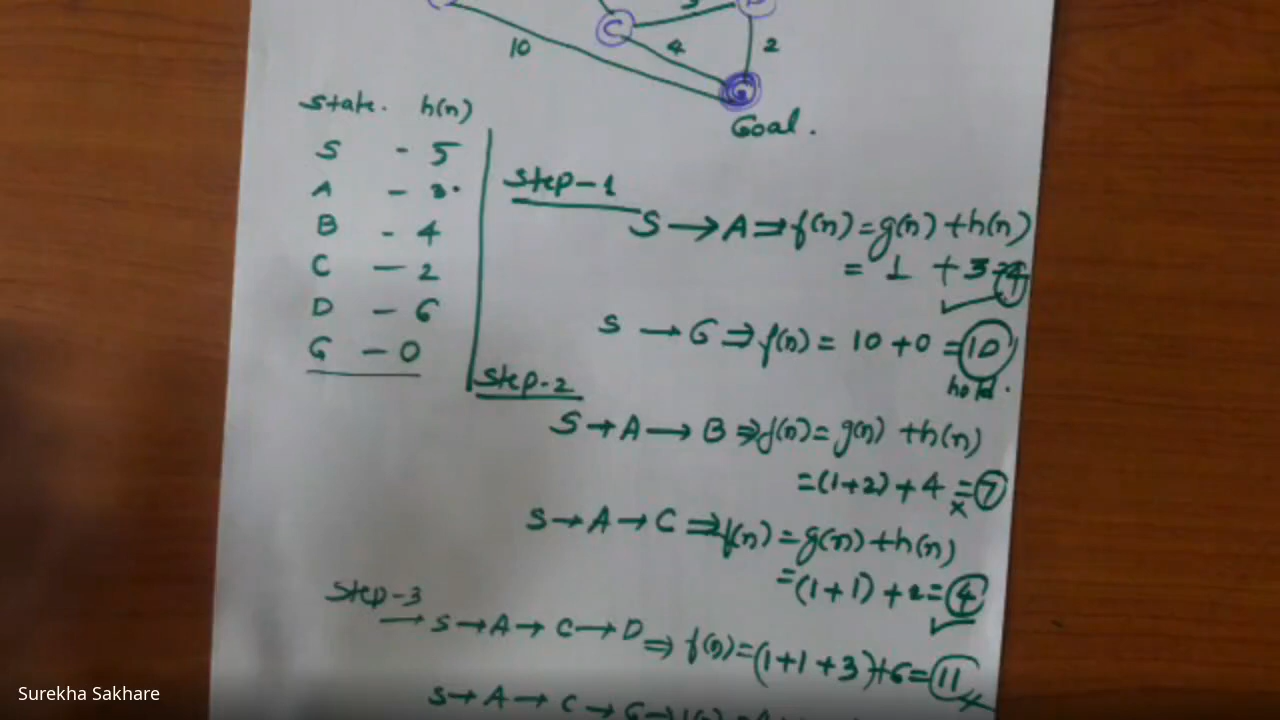 3 D
C
10 4 2
G
Goal.
State. h(n)
S - 5
A - 3.
B - 4
C - 2
D - 6
G - 0
Step-1
S → A ⇒ f(n) = g(n) + h(n)
= 1 + 3 = 4
S → G ⇒ f(n) = 10 + 0 = 10
hold.
Step-2
S → A → B ⇒ f(n) = g(n) + h(n)
= (1+2) + 4 = 7
x
S → A → C ⇒ f(n) = g(n) + h(n)
= (1+1) + 2 = 4
Step-3
S → A → C → D ⇒ f(n) = (1+1+3) + 6 = 11
x
S → A → C → G
Surekha Sakhare